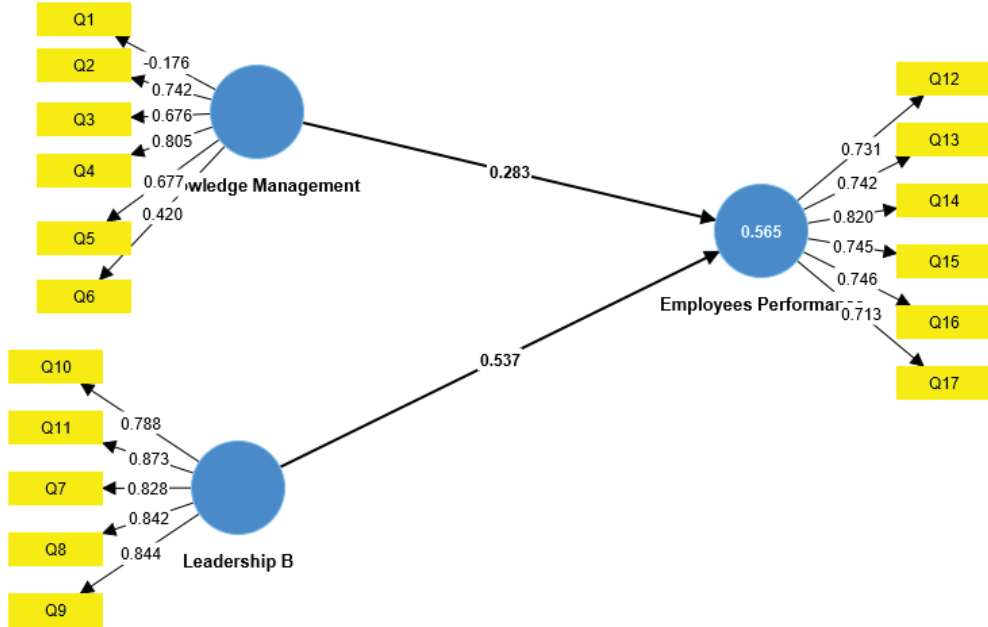 Q1
Q2
Q3
Q4
Q5
Q6
-0.176
0.742
0.676
0.805
0.677
0.420
owledge Management
Q10
Q11
Q7
Q8
Q9
0.788
0.873
0.828
0.842
0.844
Leadership B
0.283
0.537
0.565
Employees Performa
Q12
Q13
Q14
Q15
Q16
Q17
0.731
0.742
0.820
0.745
0.746
0.713